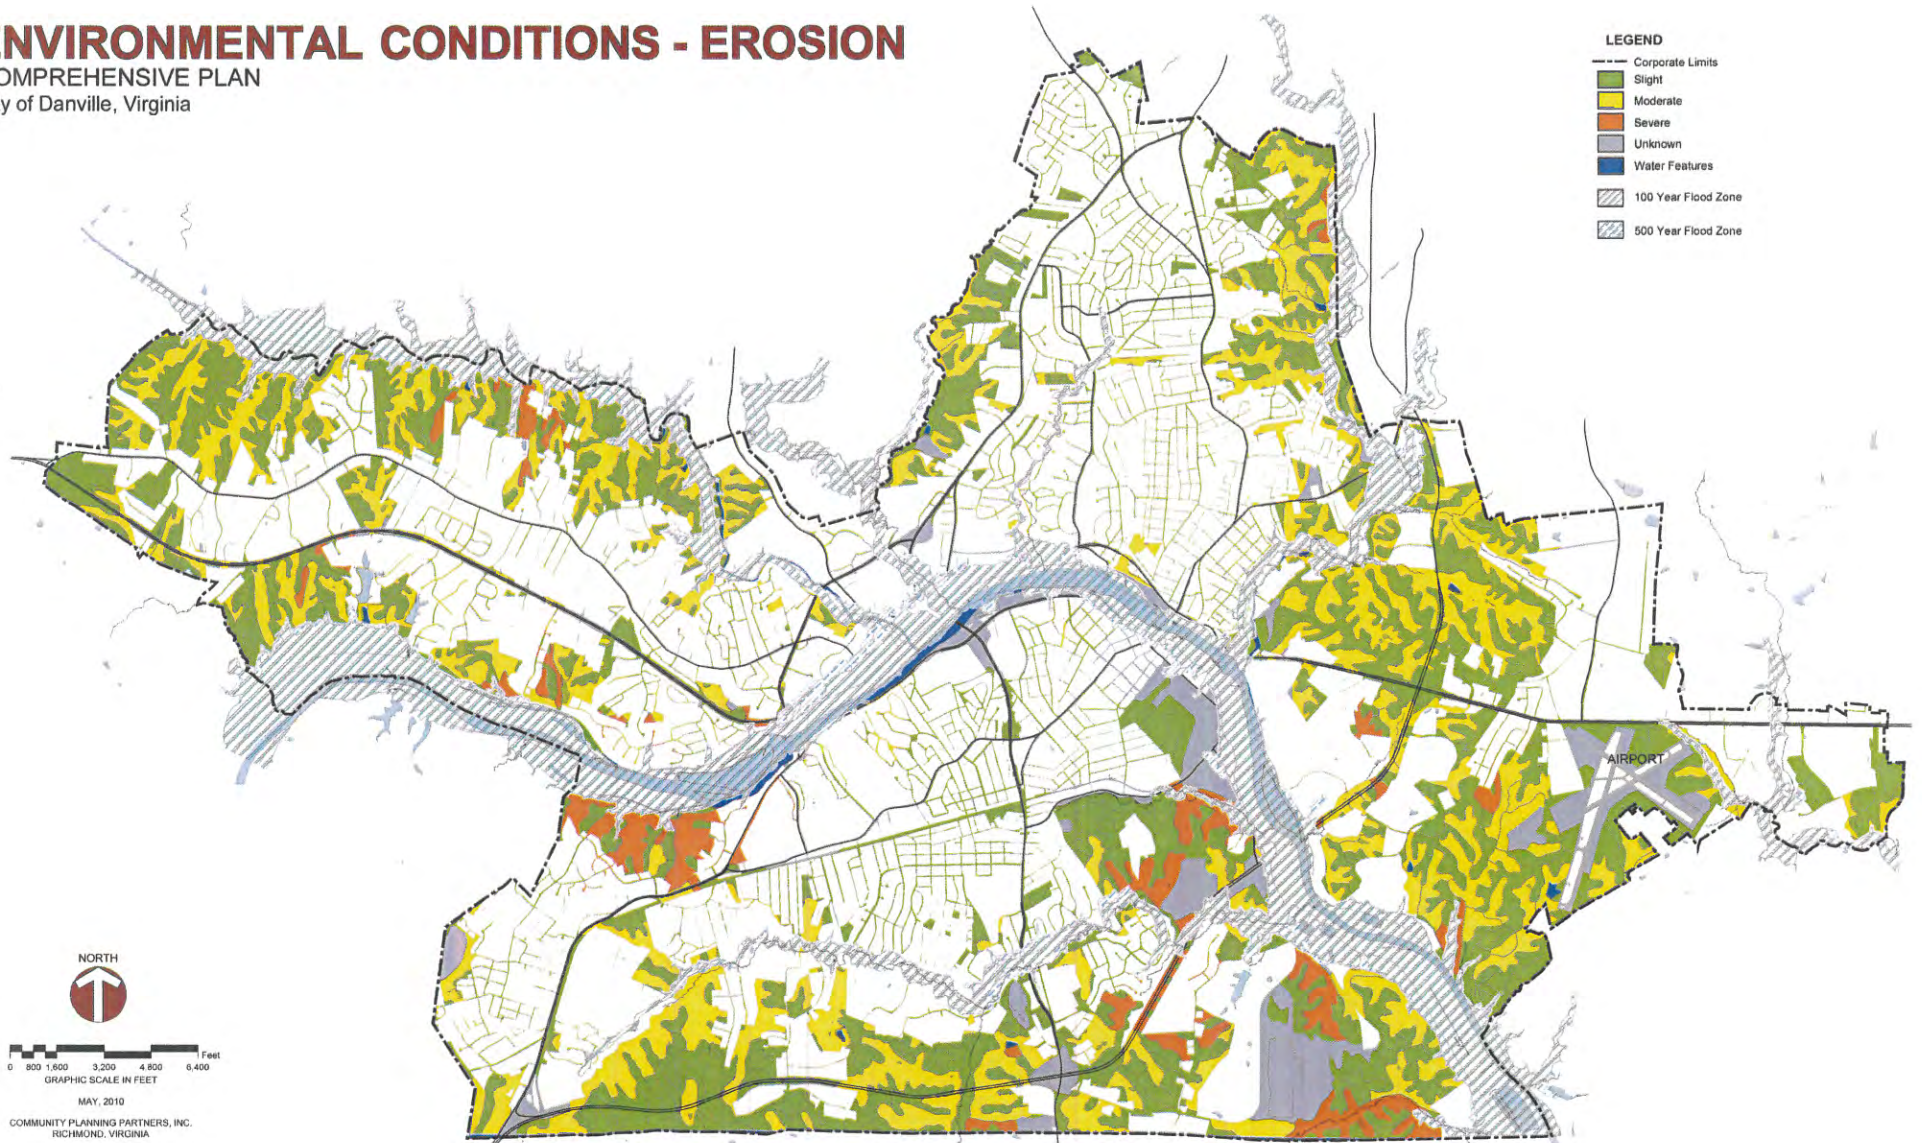 NVIRONMENTAL CONDITIONS - EROSION
OMPREHENSIVE PLAN
y of Danville, Virginia
LEGEND
Corporate Limits
Slight
Moderate
Severe
Unknown
Water Features
100 Year Flood Zone
500 Year Flood Zone
AIRPORT
NORTH
Feet
0 800 1,600 3,200 4.800 6,400
GRAPHIC SCALE IN FEET
MAY, 2010
COMMUNITY PLANNING PARTNERS, INC.
RICHMOND, VIRGINIA